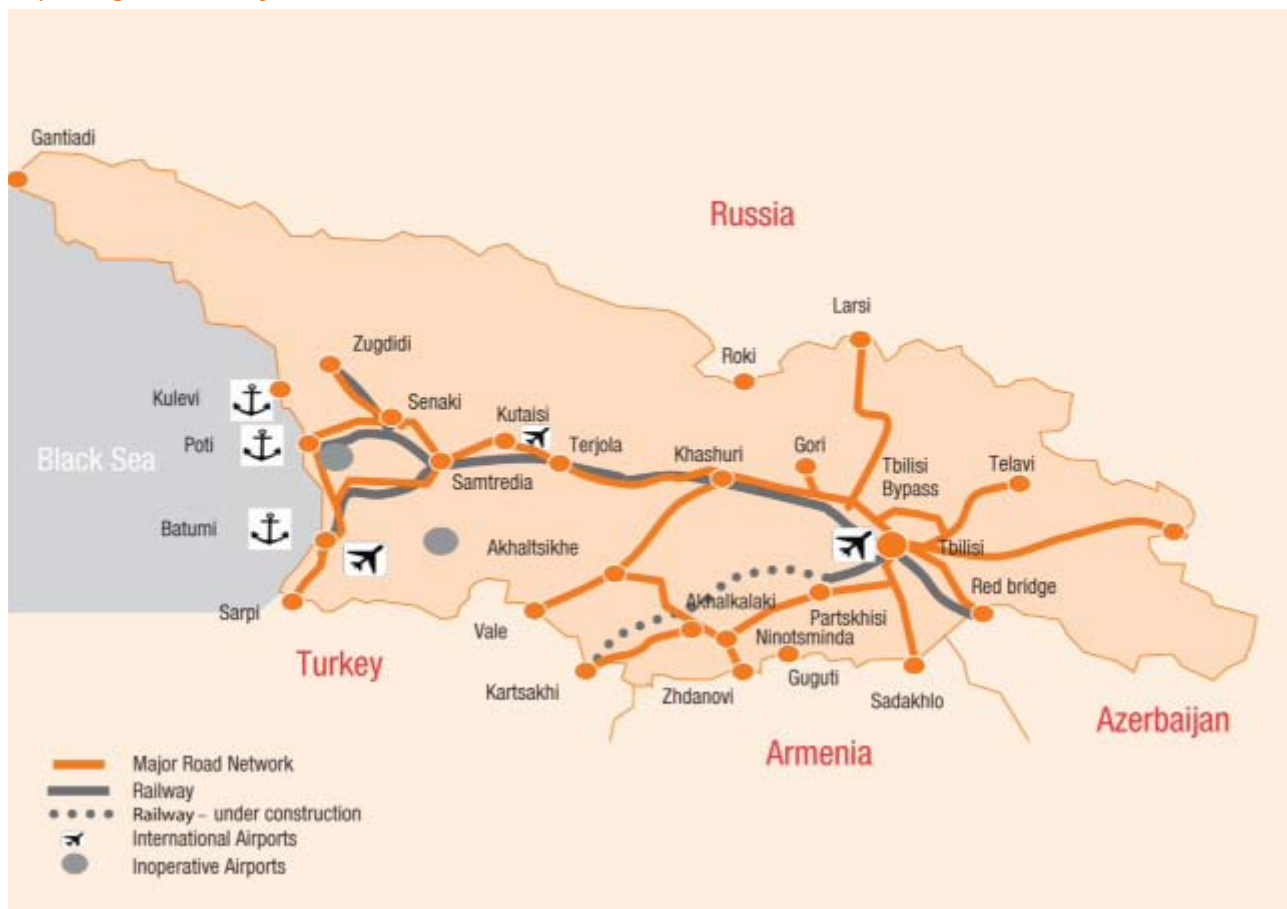 Gantiadi
Russia
Larsi
Zugdidi
Roki
Kulevi
Senaki
Kutaisi
Poti
Black Sea
Terjola
Khashuri
Gori
Tbilisi
Bypass
Telavi
Samtredia
Batumi
Akhaltsikhe
Tbilisi
Red bridge
Akhalkalaki
Partskhisi
Sarpi
Vale
Ninotsminda
Turkey
Kartsakhi
Zhdanovi
Guguti
Sadakhlo
Azerbaijan
Armenia
Major Road Network
Railway
Railway – under construction
International Airports
Inoperative Airports